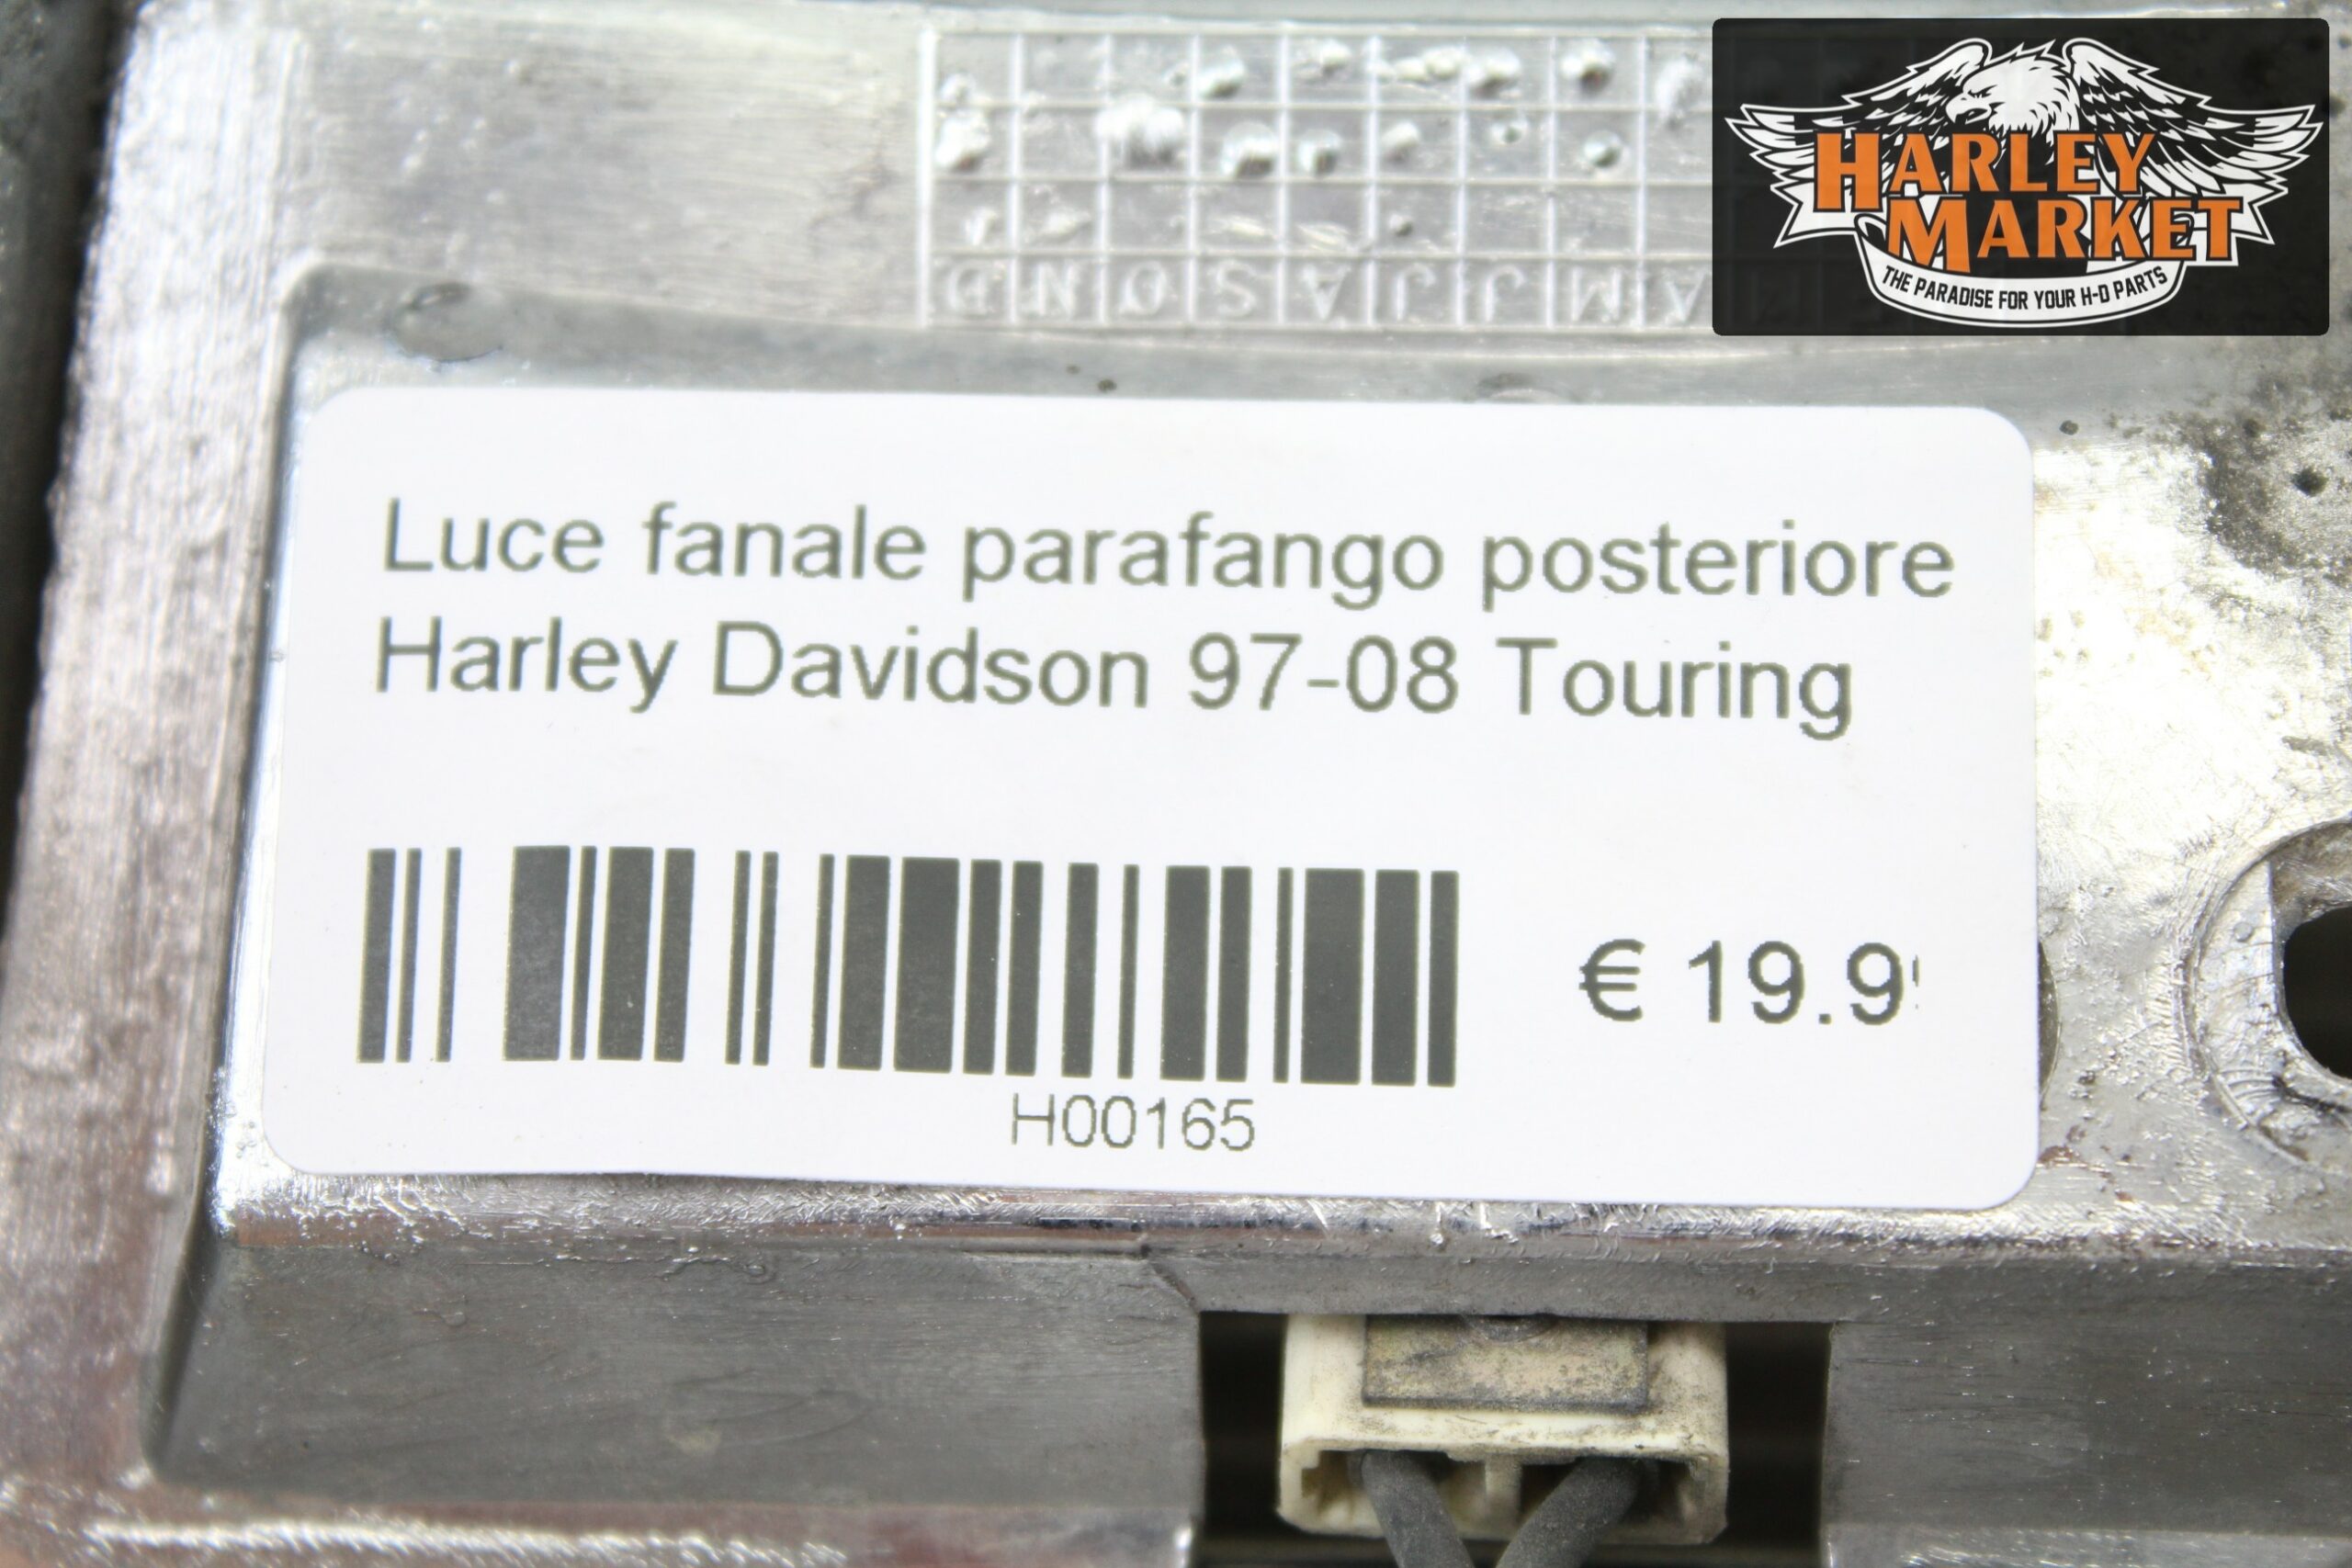 HARLEY
MARKET
THE PARADISE FOR YOUR H-D PARTS
D N O S A J J M A
Luce fanale parafango posteriore
Harley Davidson 97-08 Touring
€ 19.9
H00165